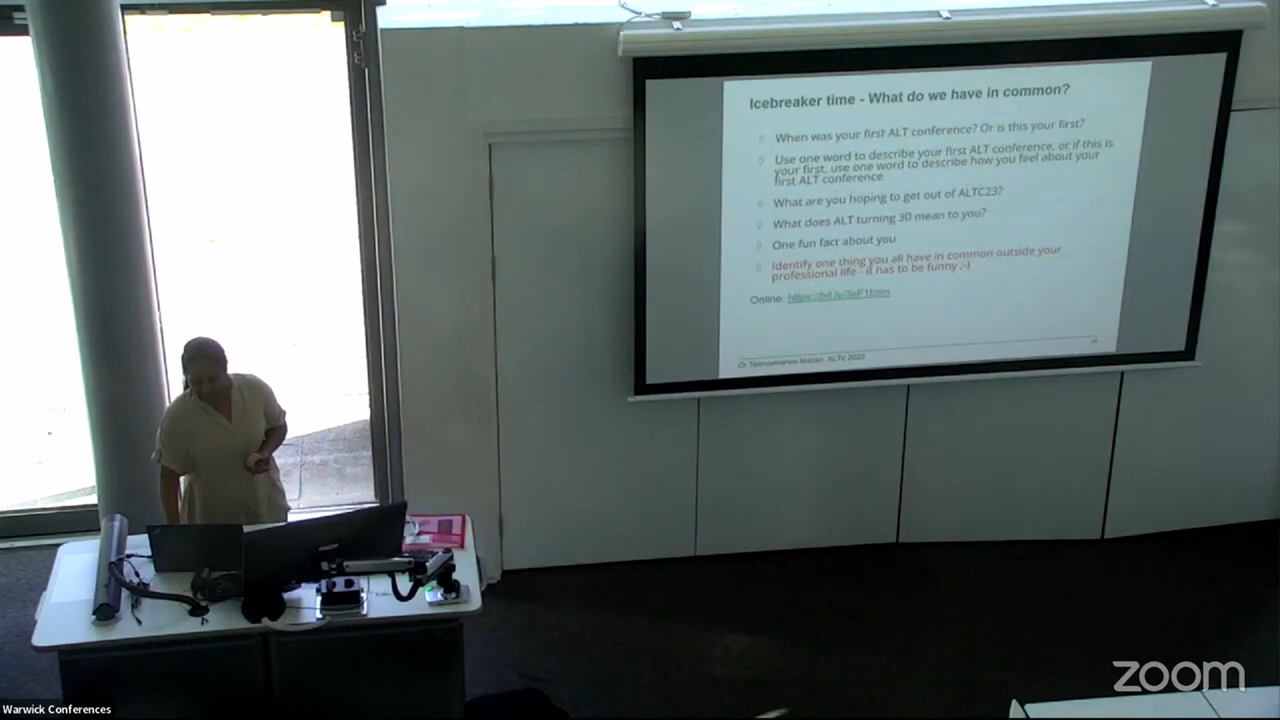 Icebreaker time - What do we have in common?
When was your first ALT conference? Or is this your first?
Use one word to describe your first ALT conference, or if this is
your first, use one word to describe how you feel about your
first ALT conference.
What are you hoping to get out of ALTC23?
What does ALT turning 30 mean to you?
One fun fact about you
Identify one thing you all have in common outside your
professional life - it has to be funny :-)
Online:
ALTc 2023
zoom
Warwick Conferences